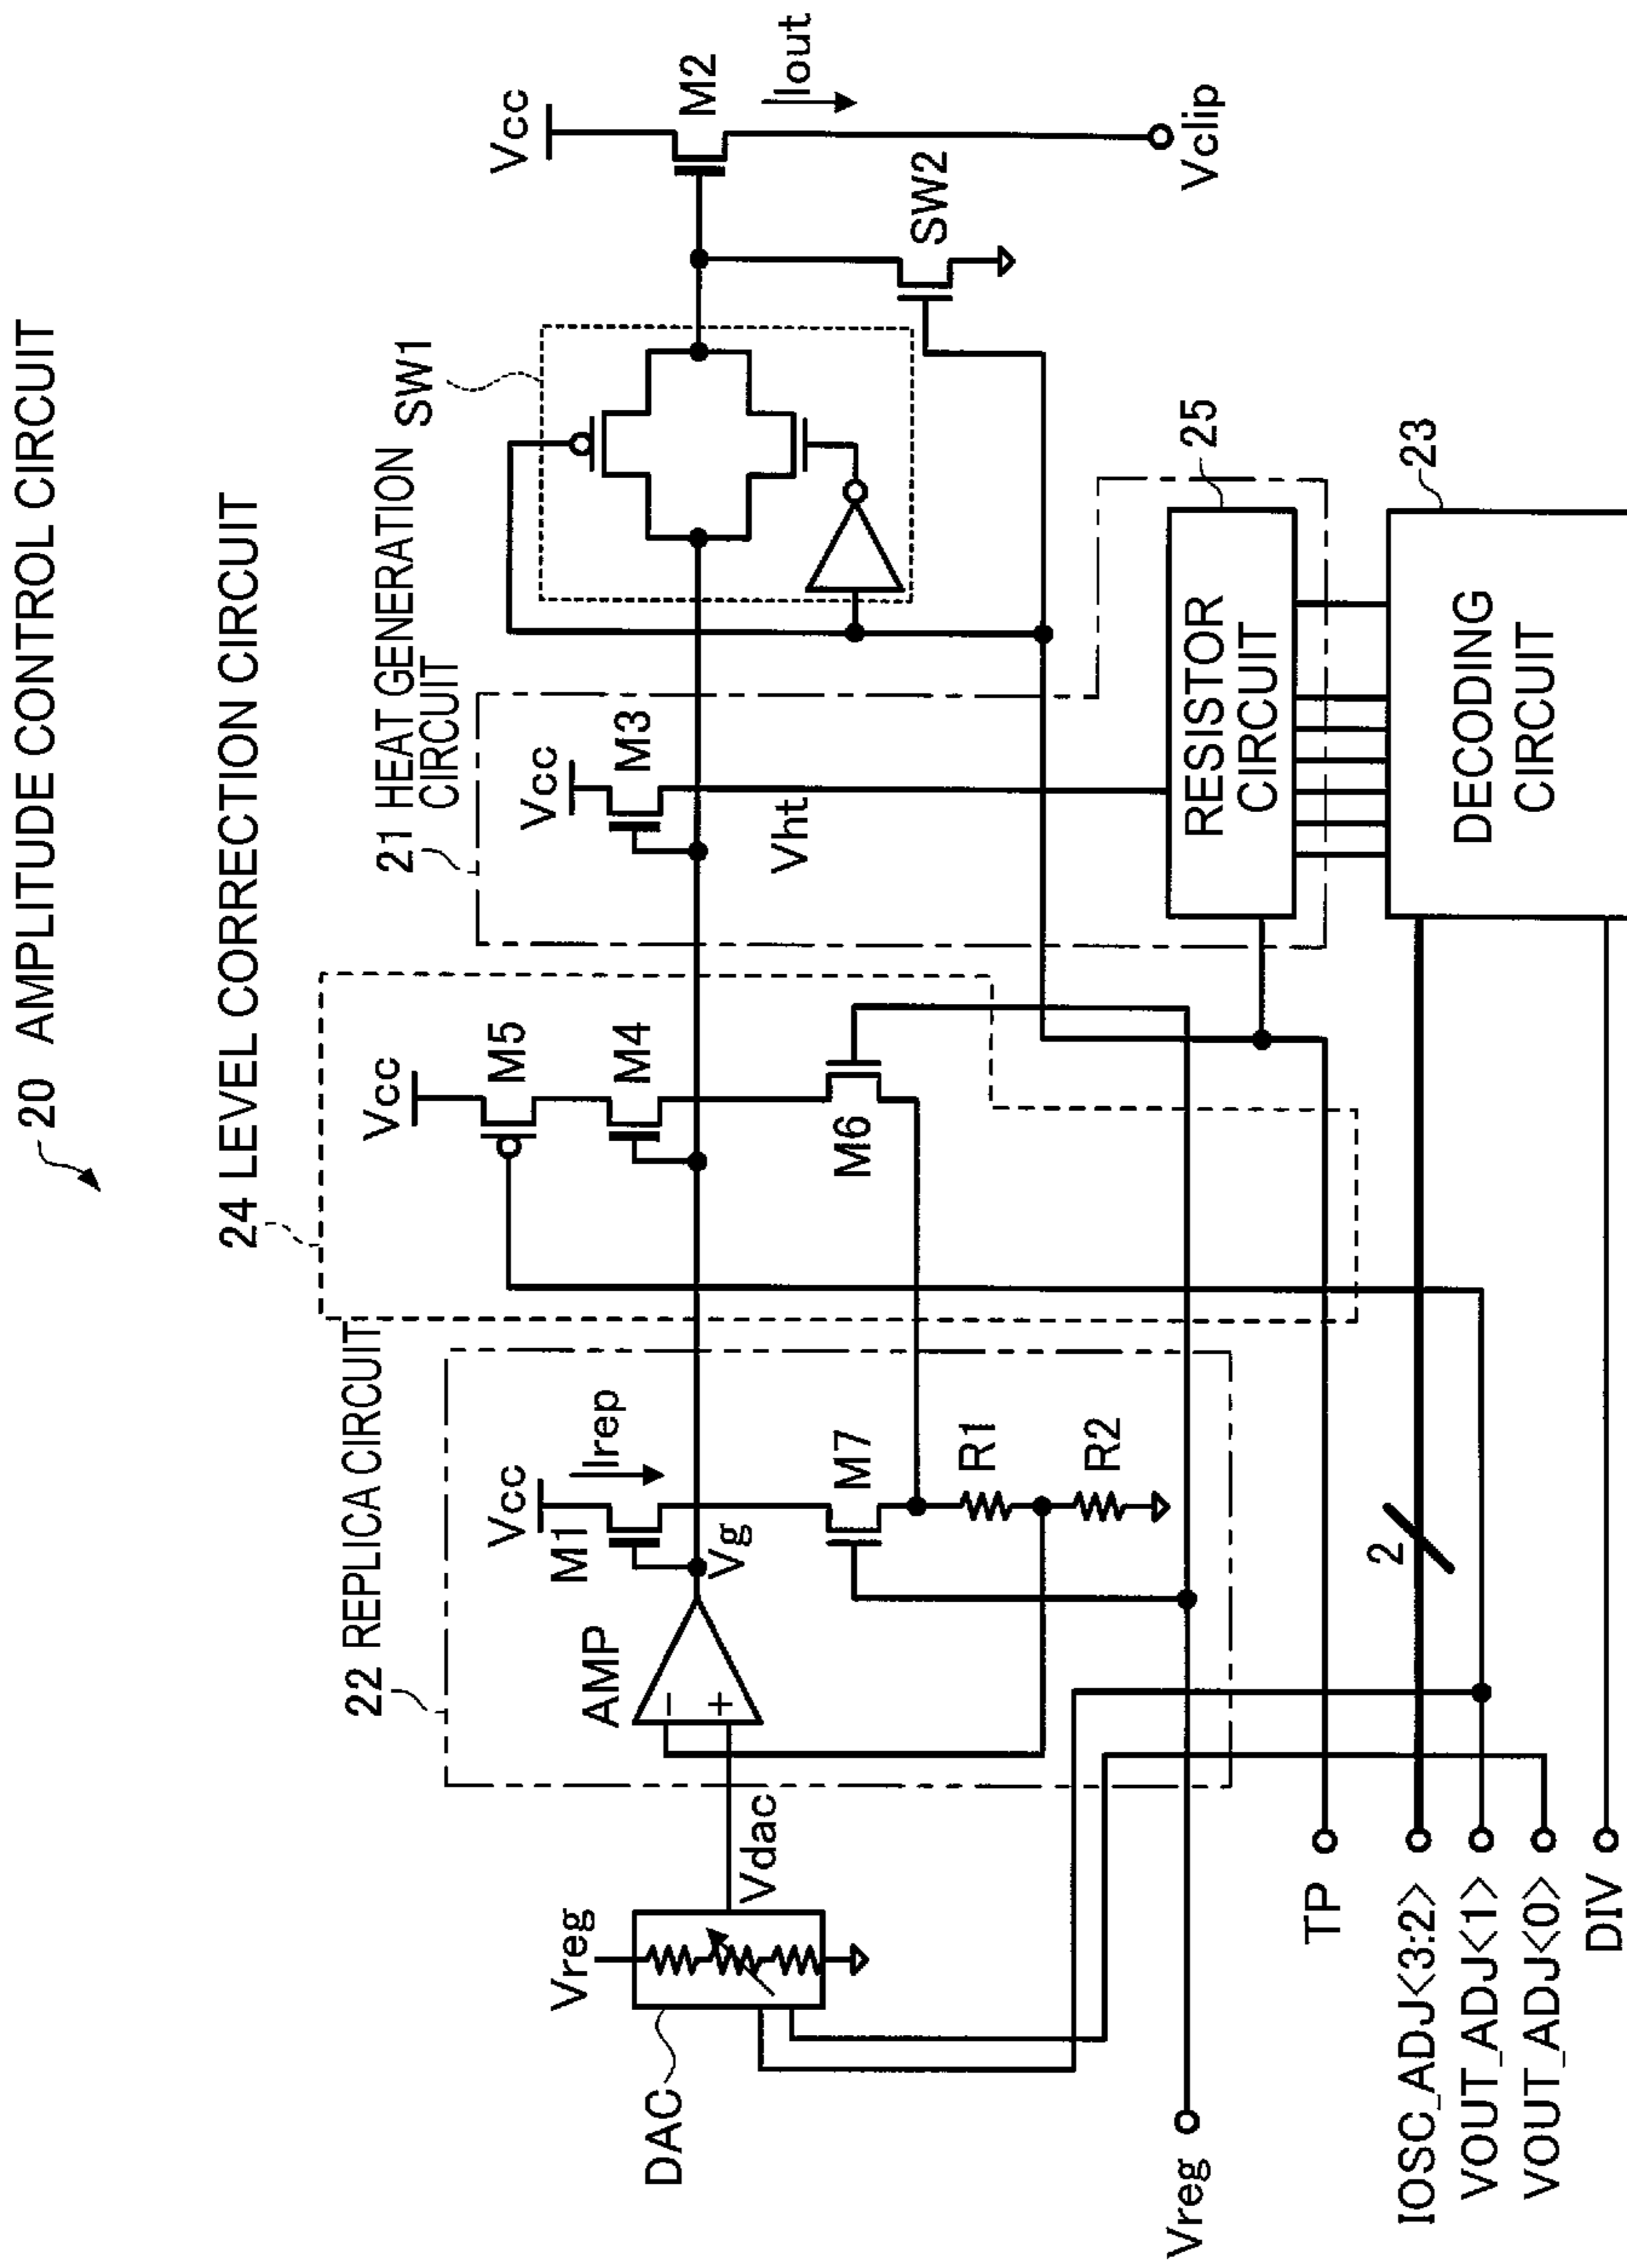 20 AMPLITUDE CONTROL CIRCUIT
24 LEVEL CORRECTION CIRCUIT
22 REPLICA CIRCUIT
21 HEAT GENERATION
CIRCUIT
SW1
Vcc
M5
M4
M6
Vcc
M1
Irep
Vg
M7
R1
R2
AMP
−
+
Vcc
M3
Vht
Vcc
M2
Iout
SW2
Vclip
Vreg
DAC
Vdac
RESISTOR
CIRCUIT
25
DECODING
CIRCUIT
23
2
Vreg
TP
IOSC_ADJ<3:2>
VOUT_ADJ<1>
VOUT_ADJ<0>
DIV